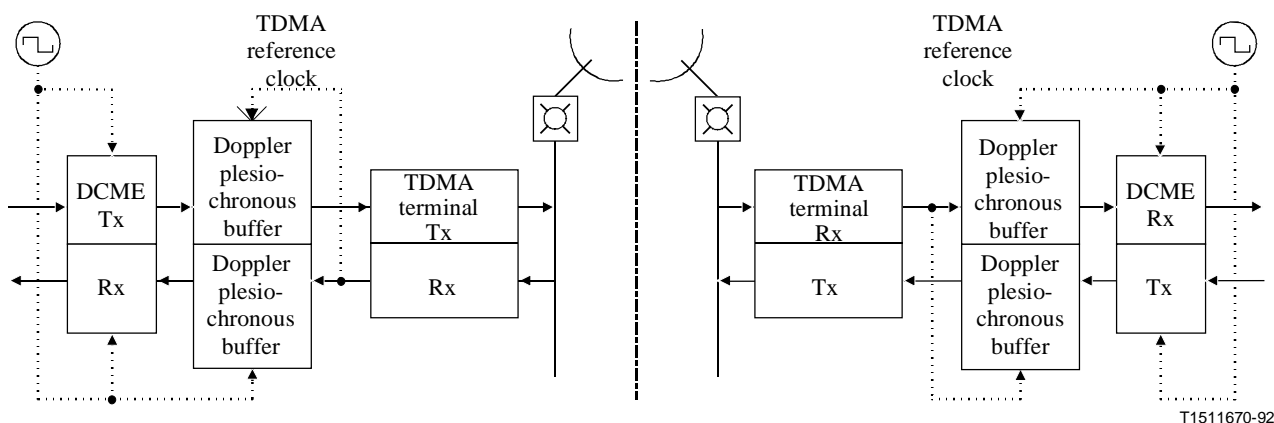 TDMA
reference
clock
TDMA
reference
clock
DCME
Tx
Rx
Doppler
plesio-
chronous
buffer
Doppler
plesio-
chronous
buffer
TDMA
terminal
Tx
Rx
TDMA
terminal
Rx
Tx
Doppler
plesio-
chronous
buffer
Doppler
plesio-
chronous
buffer
DCME
Rx
Tx
T1511670-92